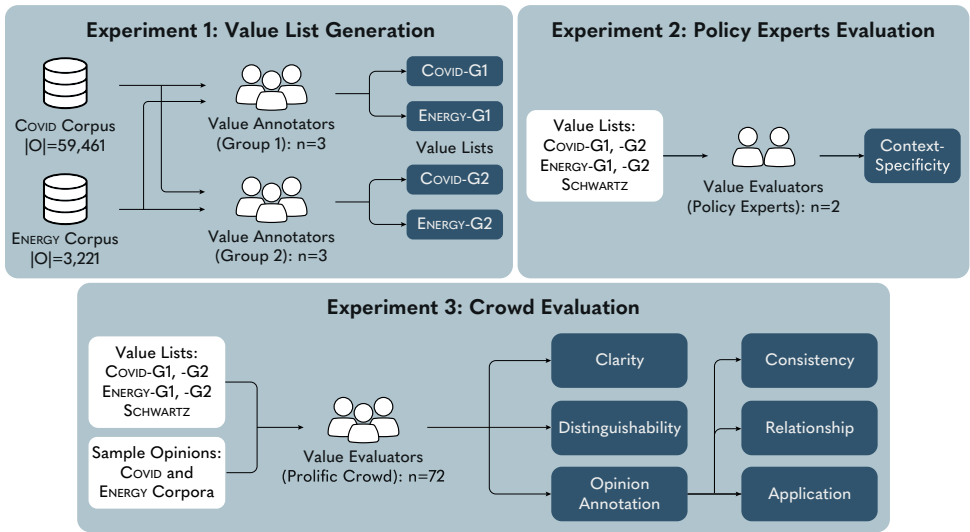 Experiment 1: Value List Generation
COVID Corpus
|O|=59,461
ENERGY Corpus
|O|=3,221
Value Annotators
(Group 1): n=3
Value Annotators
(Group 2): n=3
COVID-G1
ENERGY-G1
Value Lists
COVID-G2
ENERGY-G2
Experiment 2: Policy Experts Evaluation
Value Lists:
COVID-G1, -G2
ENERGY-G1, -G2
SCHWARTZ
Value Evaluators
(Policy Experts): n=2
Context-
Specificity
Experiment 3: Crowd Evaluation
Value Lists:
COVID-G1, -G2
ENERGY-G1, -G2
SCHWARTZ
Sample Opinions:
COVID and
ENERGY Corpora
Value Evaluators
(Prolific Crowd): n=72
Clarity
Distinguishability
Opinion
Annotation
Consistency
Relationship
Application